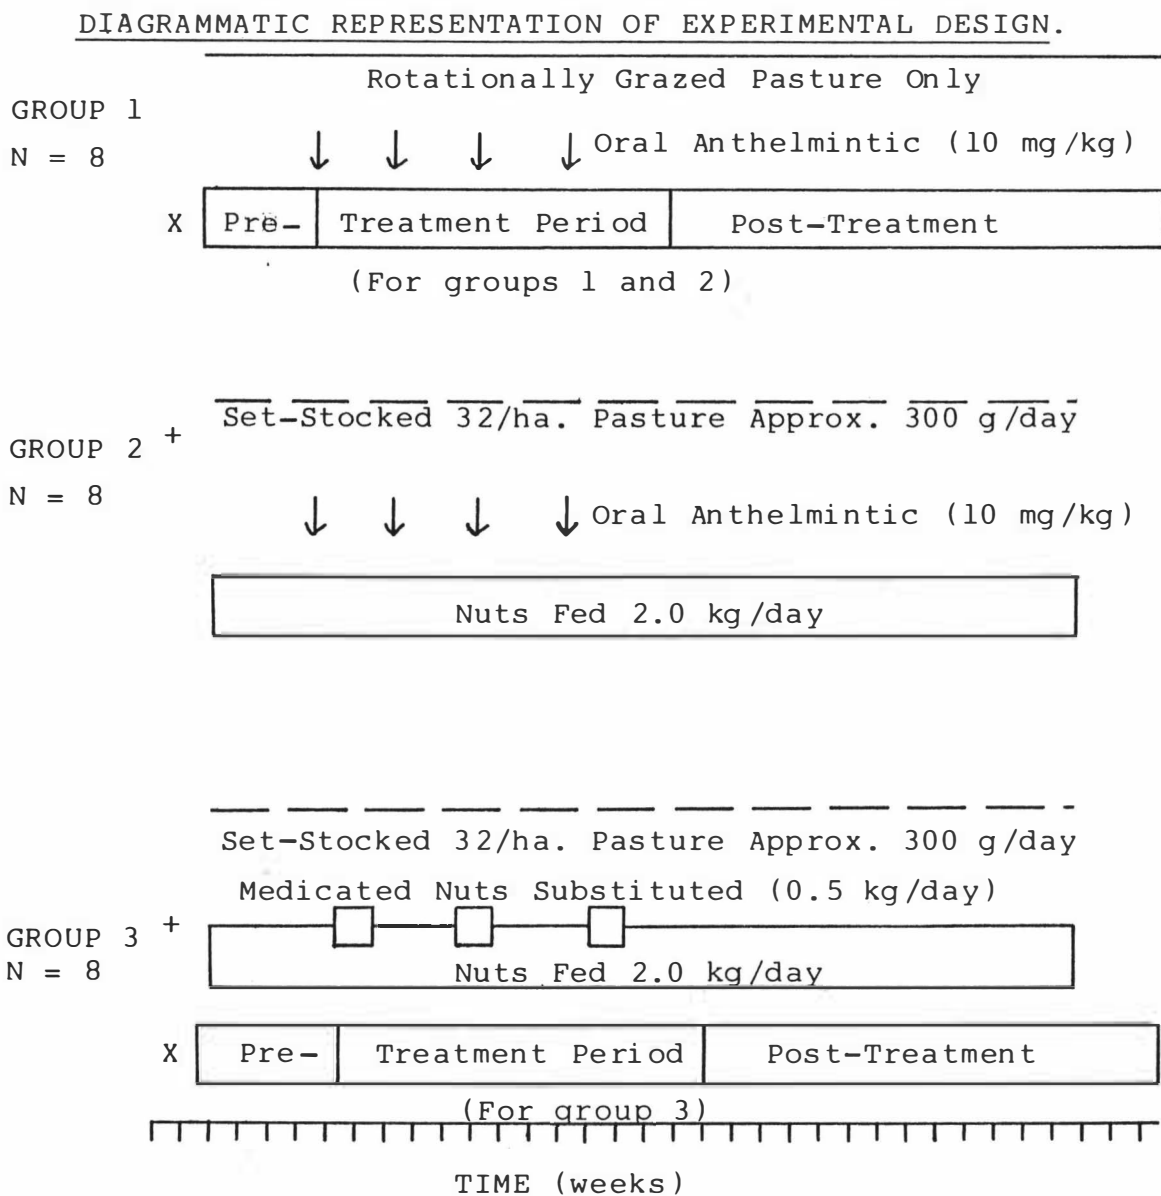 DIAGRAMMATIC REPRESENTATION OF EXPERIMENTAL DESIGN.
Rotationally Grazed Pasture Only
GROUP 1
N = 8
Oral Anthelmintic (10 mg/kg)
X Pre- Treatment Period Post-Treatment
(For groups 1 and 2)
Set-Stocked 32/ha. Pasture Approx. 300 g/day
GROUP 2 +
N = 8
Oral Anthelmintic (10 mg/kg)
Nuts Fed 2.0 kg/day
Set-Stocked 32/ha. Pasture Approx. 300 g/day
Medicated Nuts Substituted (0.5 kg/day)
GROUP 3 +
N = 8
Nuts Fed 2.0 kg/day
X Pre- Treatment Period Post-Treatment
(For group 3)
TIME (weeks)